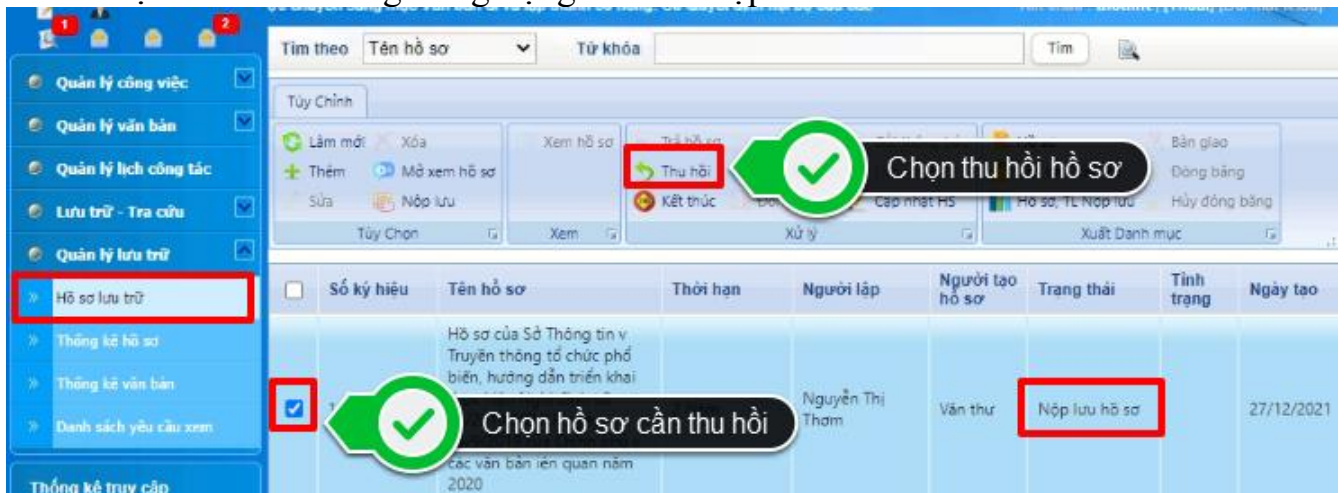 1
2
Tìm theo Tên hồ sơ Từ khóa Tìm
Quản lý công việc
Quản lý văn bản
Quản lý lịch công tác
Lưu trữ - Tra cứu
Quản lý lưu trữ
Hồ sơ lưu trữ
Thống kê hồ sơ
Thống kê văn bản
Danh sách yêu cầu xem
Thống kê truy cập
Tùy Chỉnh
Làm mới Xóa Xem hồ sơ Trả hồ sơ Bàn giao
Thêm Mở xem hồ sơ Thu hồi Chọn thu hồi hồ sơ Đóng băng
Sửa Nộp lưu Kết thúc Cập nhật HS Hồ sơ, TL Nộp lưu Hủy đóng băng
Tùy Chọn Xem Xử lý Xuất Danh mục
Số ký hiệu Tên hồ sơ Thời hạn Người lập Người tạo hồ sơ Trạng thái Tình trạng Ngày tạo
Hồ sơ của Sở Thông tin v
Truyền thông tổ chức phổ
biến, hướng dẫn triển khai
Nguyễn Thị Thơm Văn thư Nộp lưu hồ sơ 27/12/2021
Chọn hồ sơ cần thu hồi
các văn bản iên quan năm
2020